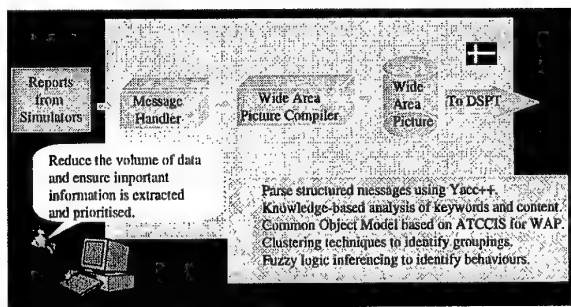 Reports
from
Simulators
Message
Handler
Wide Area
Picture Compiler
Wide
Area
Picture
To DSPT
Reduce the volume of data
and ensure important
information is extracted
and prioritised.
Parse structured messages using Yacc++.
Knowledge-based analysis of keywords and content.
Common Object Model based on ATCCIS for WAP.
Clustering techniques to identify groupings.
Fuzzy logic inferencing to identify behaviours.